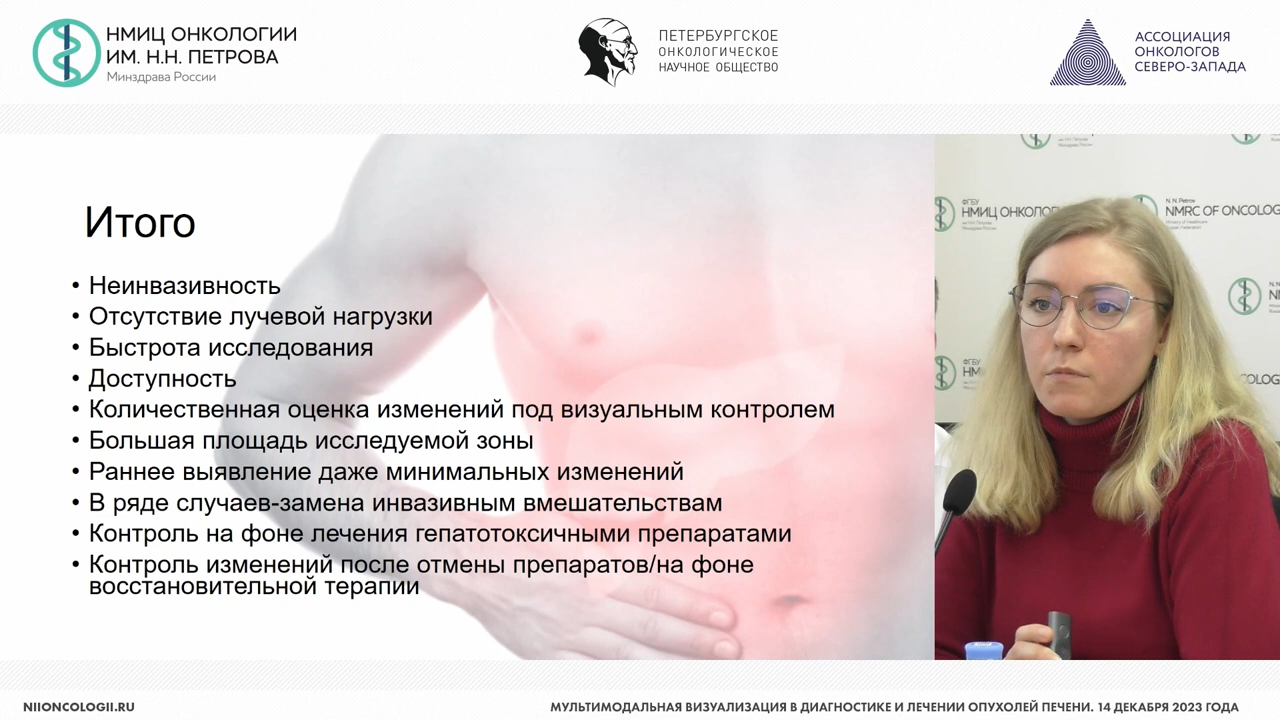 НМИЦ ОНКОЛОГИИ
ИМ. Н.Н. ПЕТРОВА
Минздрава России
ПЕТЕРБУРГСКОЕ
ОНКОЛОГИЧЕСКОЕ
НАУЧНОЕ ОБЩЕСТВО
АССОЦИАЦИЯ
ОНКОЛОГОВ
СЕВЕРО-ЗАПАДА
Итого
• Неинвазивность
• Отсутствие лучевой нагрузки
• Быстрота исследования
• Доступность
• Количественная оценка изменений под визуальным контролем
• Большая площадь исследуемой зоны
• Раннее выявление даже минимальных изменений
• В ряде случаев-замена инвазивным вмешательствам
• Контроль на фоне лечения гепатотоксичными препаратами
• Контроль изменений после отмены препаратов/на фоне
восстановительной терапии
ФГБУ
НМИЦ ОНКОЛО
N.N. Petrov
NMRC OF ONCOLOG
ФГБУ
НМИ
NIIONCOLOGII.RU
МУЛЬТИМОДАЛЬНАЯ ВИЗУАЛИЗАЦИЯ В ДИАГНОСТИКЕ И ЛЕЧЕНИИ ОПУХОЛЕЙ ПЕЧЕНИ. 14 ДЕКАБРЯ 2023 ГОДА